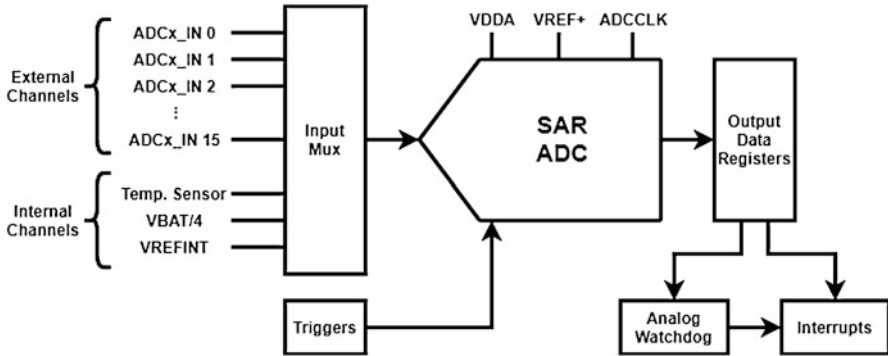 VDDA VREF+ ADCCLK
External
Channels
ADCx_IN 0
ADCx_IN 1
ADCx_IN 2
⋮
ADCx_IN 15
Internal
Channels
Temp. Sensor
VBAT/4
VREFINT
Input
Mux
SAR
ADC
Output
Data
Registers
Triggers
Analog
Watchdog
Interrupts